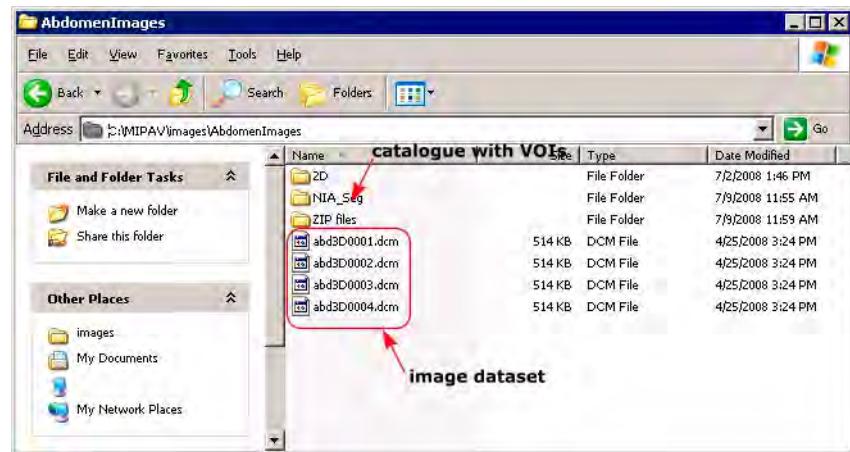 AbdomenImages
File Edit View Favorites Tools Help
Back Search Folders
Address C:\MIPAV\images\AbdomenImages Go
catalogue with VOIs
Name Size Type Date Modified
File and Folder Tasks
Make a new folder
Share this folder
Other Places
images
My Documents
My Network Places
2D File Folder 7/2/2008 1:46 PM
NIA_Seg File Folder 7/9/2008 11:55 AM
ZIP files File Folder 7/9/2008 11:59 AM
abd3D0001.dcm 514 KB DCM File 4/25/2008 3:24 PM
abd3D0002.dcm 514 KB DCM File 4/25/2008 3:24 PM
abd3D0003.dcm 514 KB DCM File 4/25/2008 3:24 PM
abd3D0004.dcm 514 KB DCM File 4/25/2008 3:24 PM
image dataset